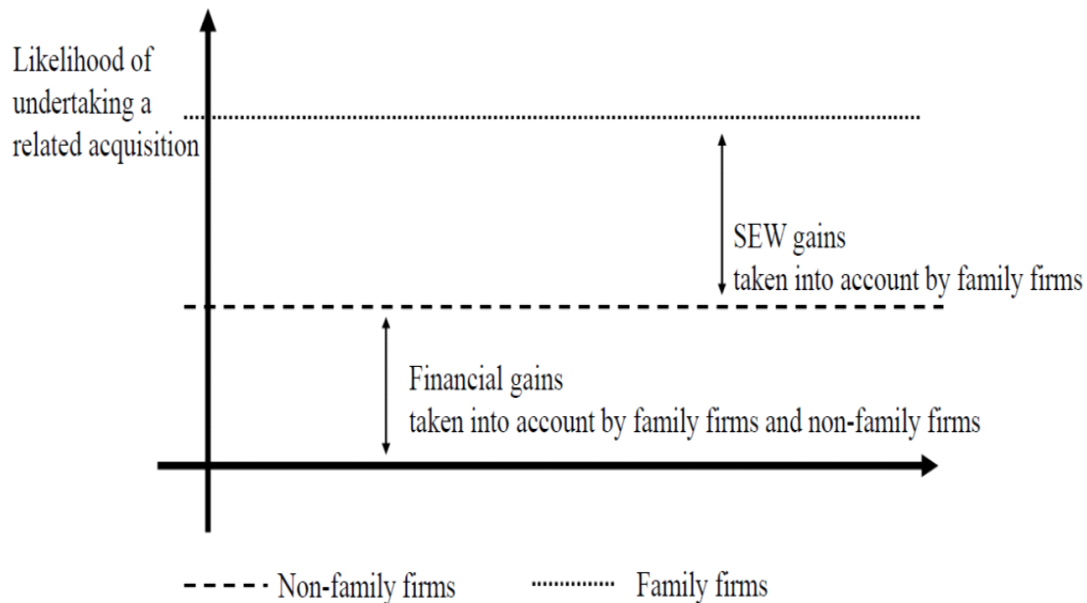 Likelihood of
undertaking a
related acquisition
SEW gains
taken into account by family firms
Financial gains
taken into account by family firms and non-family firms
Non-family firms
Family firms